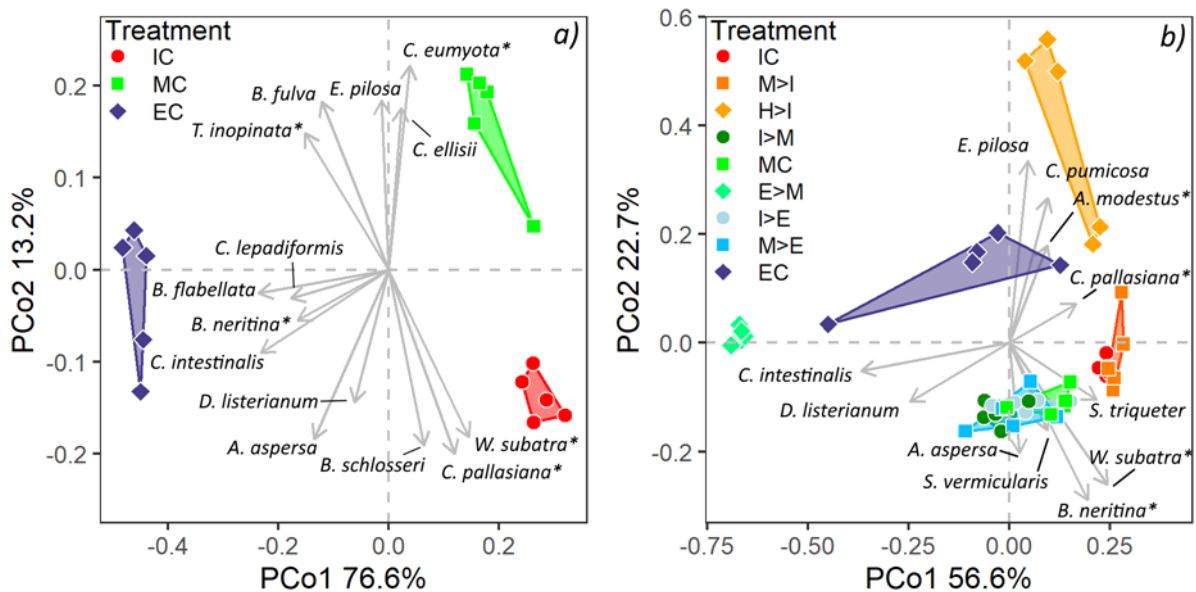 Treatment
IC
MC
EC
a)
C. eumyota*
B. fulva
E. pilosa
T. inopinata*
C. ellisii
C. lepadiformis
B. flabellata
B. neritina*
C. intestinalis
D. listerianum
A. aspersa
B. schlosseri
W. subatra*
C. pallasiana*
0.2
0.1
0.0
-0.1
-0.2
PCo2 13.2%
-0.4
-0.2
0.0
0.2
PCo1 76.6%
Treatment
IC
M>I
H>I
I>M
MC
E>M
I>E
M>E
EC
b)
E. pilosa
C. pumicosa
A. modestus*
C. pallasiana*
C. intestinalis
D. listerianum
S. triqueter
A. aspersa
W. subatra*
S. vermicularis
B. neritina*
0.6
0.4
0.2
0.0
-0.2
PCo2 22.7%
-0.75
-0.50
-0.25
0.00
0.25
PCo1 56.6%